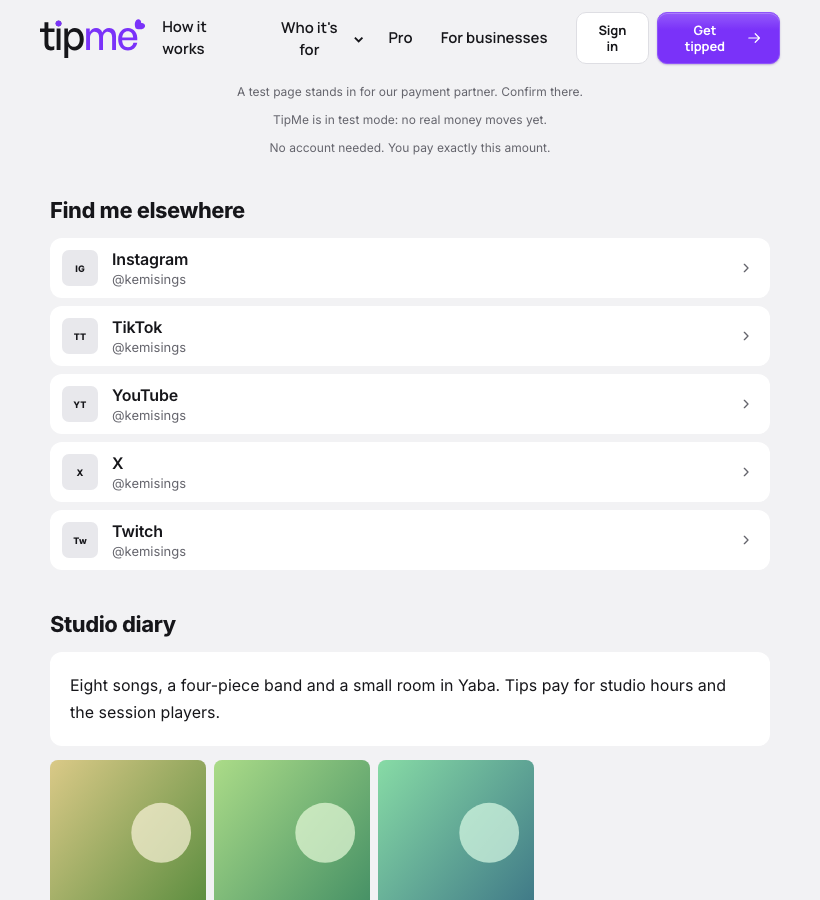 tipme
How it
works
Who it's
for
Pro
For businesses
Sign
in
Get
tipped
A test page stands in for our payment partner. Confirm there.
TipMe is in test mode: no real money moves yet.
No account needed. You pay exactly this amount.
Find me elsewhere
IG
Instagram
@kemisings
TT
TikTok
@kemisings
YT
YouTube
@kemisings
X
X
@kemisings
Tw
Twitch
@kemisings
Studio diary
Eight songs, a four-piece band and a small room in Yaba. Tips pay for studio hours and
the session players.